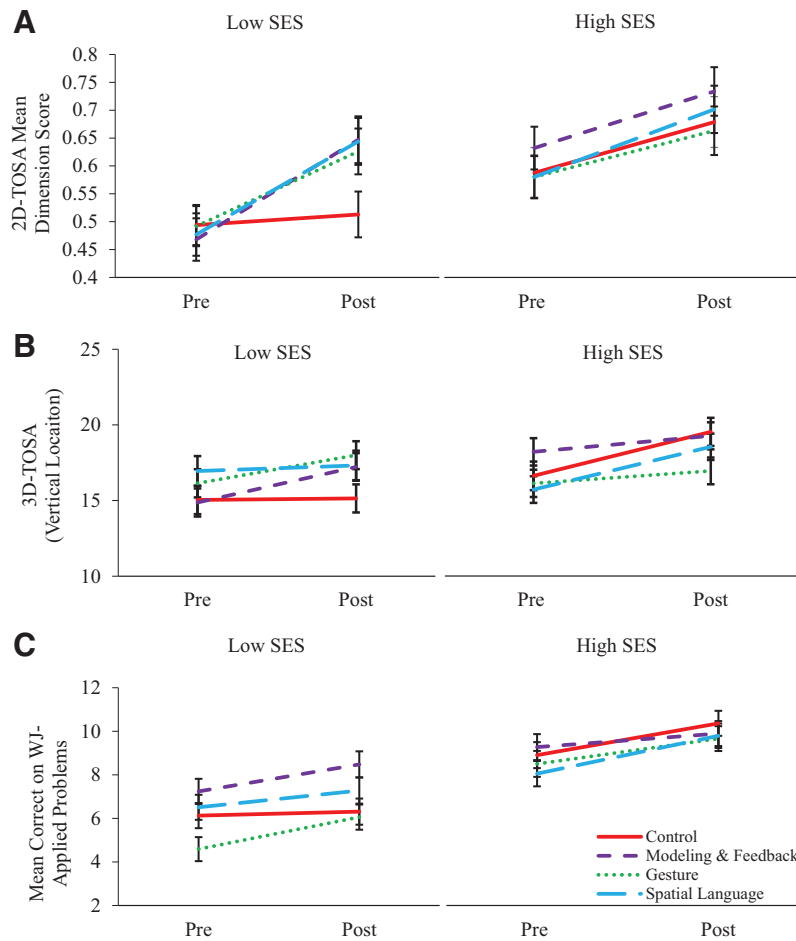 A
Low SES
High SES
2D-TOSA Mean
Dimension Score
0.8
0.75
0.7
0.65
0.6
0.55
0.5
0.45
0.4
Pre
Post
Pre
Post
B
Low SES
High SES
3D-TOSA
(Vertical Locaiton)
25
20
15
10
Pre
Post
Pre
Post
C
Low SES
High SES
Mean Correct on WJ-
Applied Problems
12
10
8
6
4
2
Control
Modeling & Feedback
Gesture
Spatial Language
Pre
Post
Pre
Post